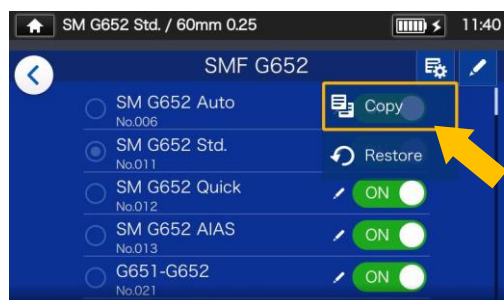 SM G652 Std. / 60mm 0.25
11:40
SMF G652
SM G652 Auto
No.006
Copy
SM G652 Std.
No.011
Restore
SM G652 Quick
No.012
ON
SM G652 AIAS
No.013
ON
G651-G652
No.021
ON